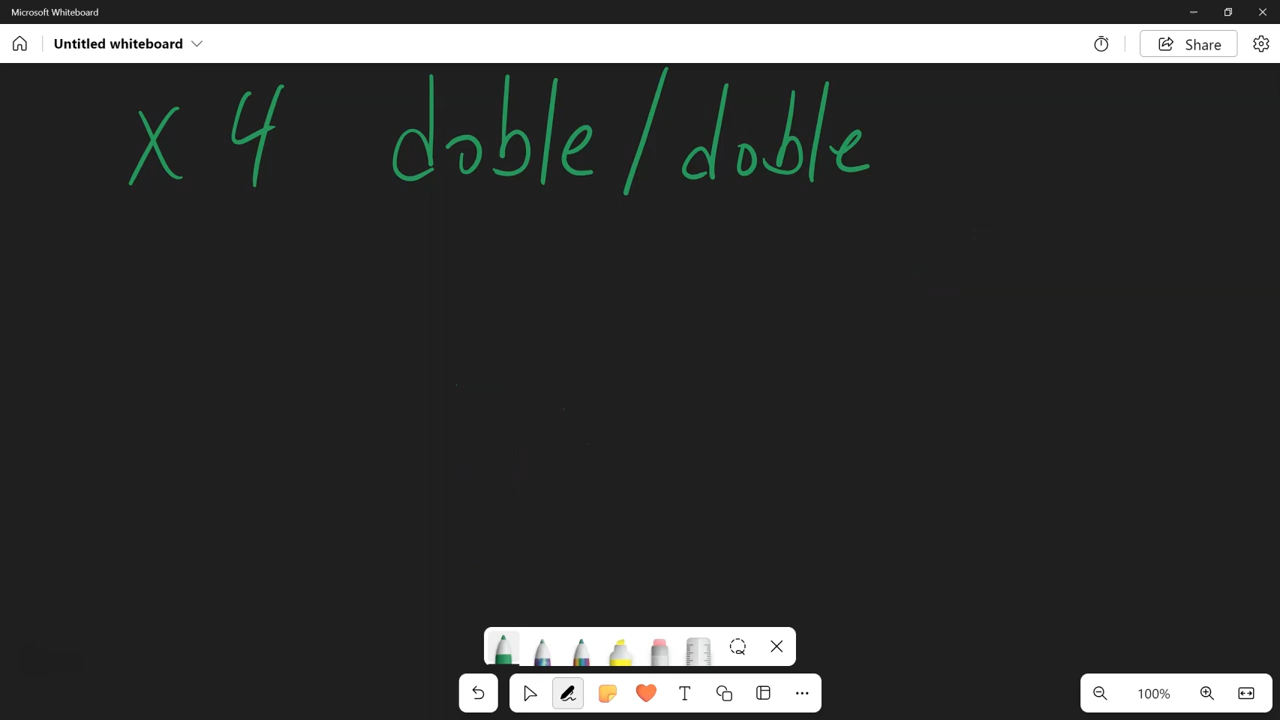 Microsoft Whiteboard
Untitled whiteboard
Share
x 4 doble/doble
100%